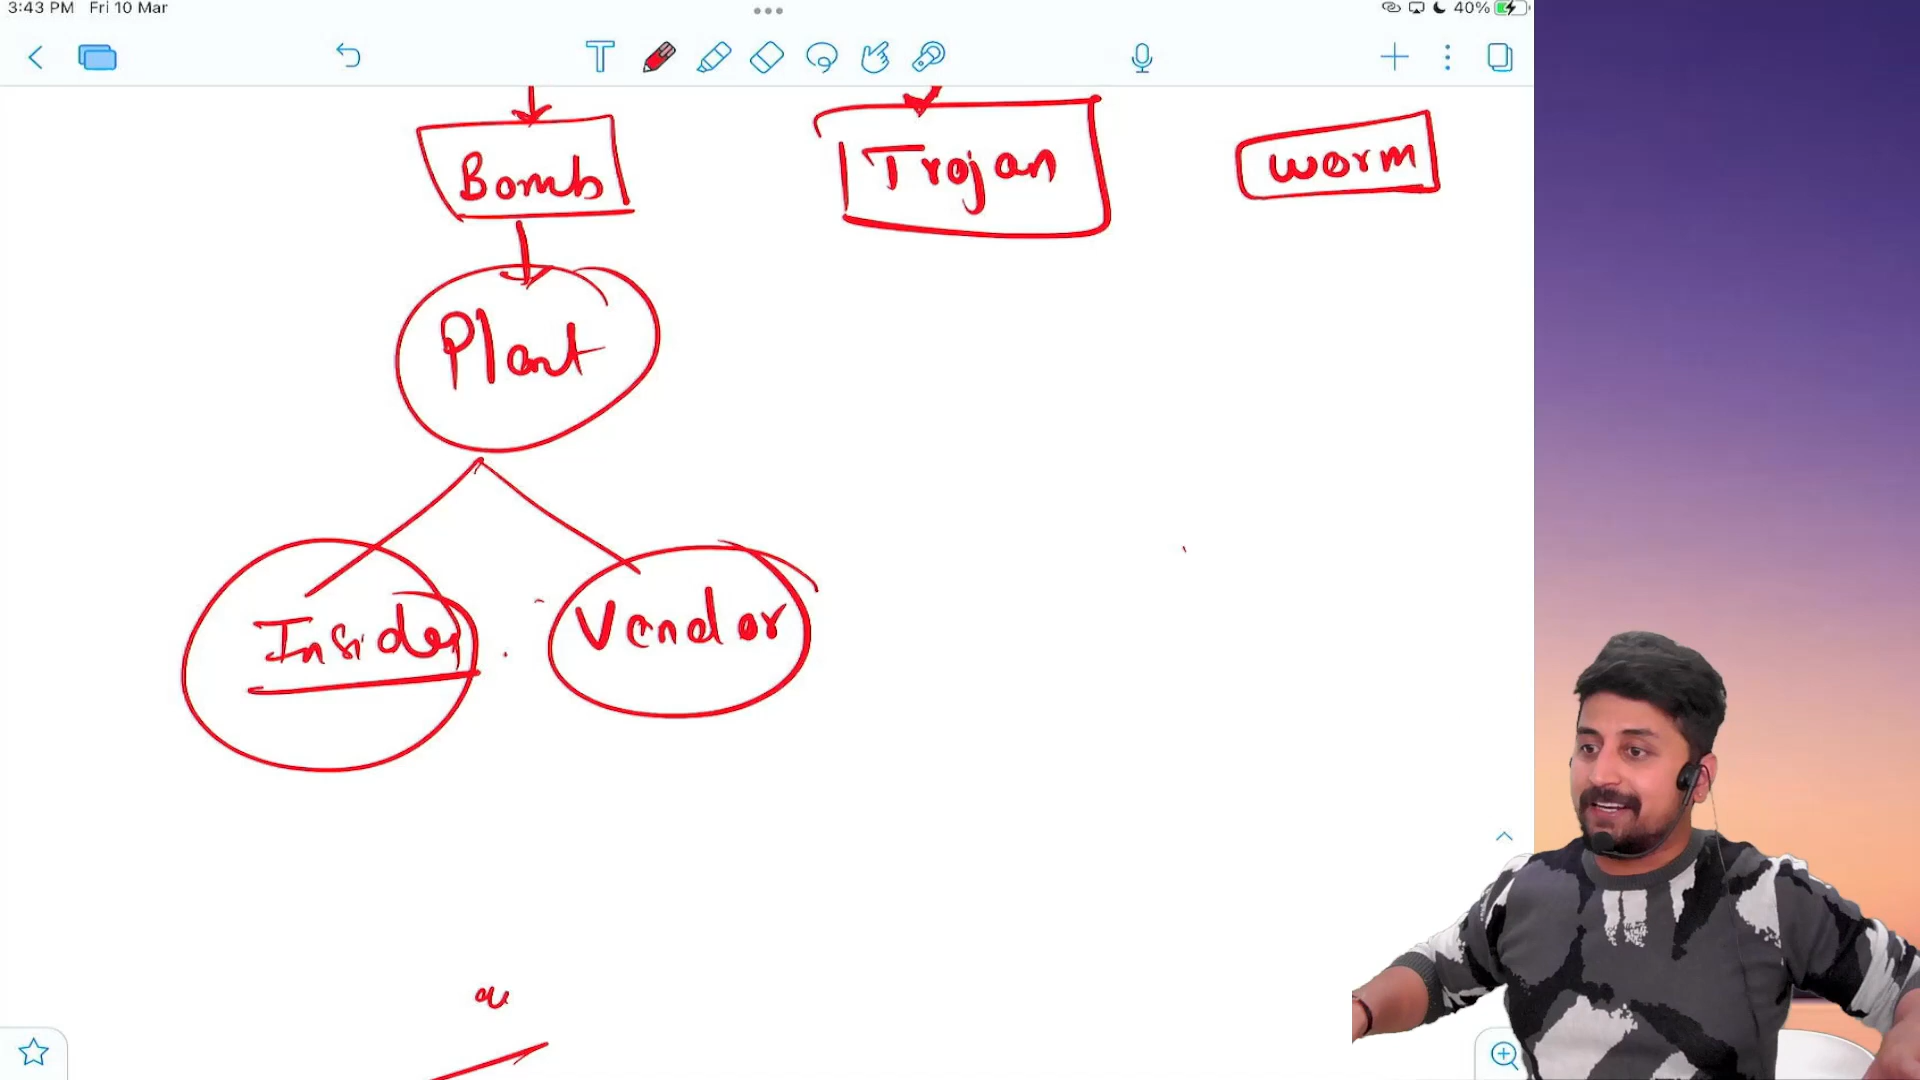 3:43 PM Fri 10 Mar
40%
Bomb
Trojan
worm
Plant
Insider
Vendor